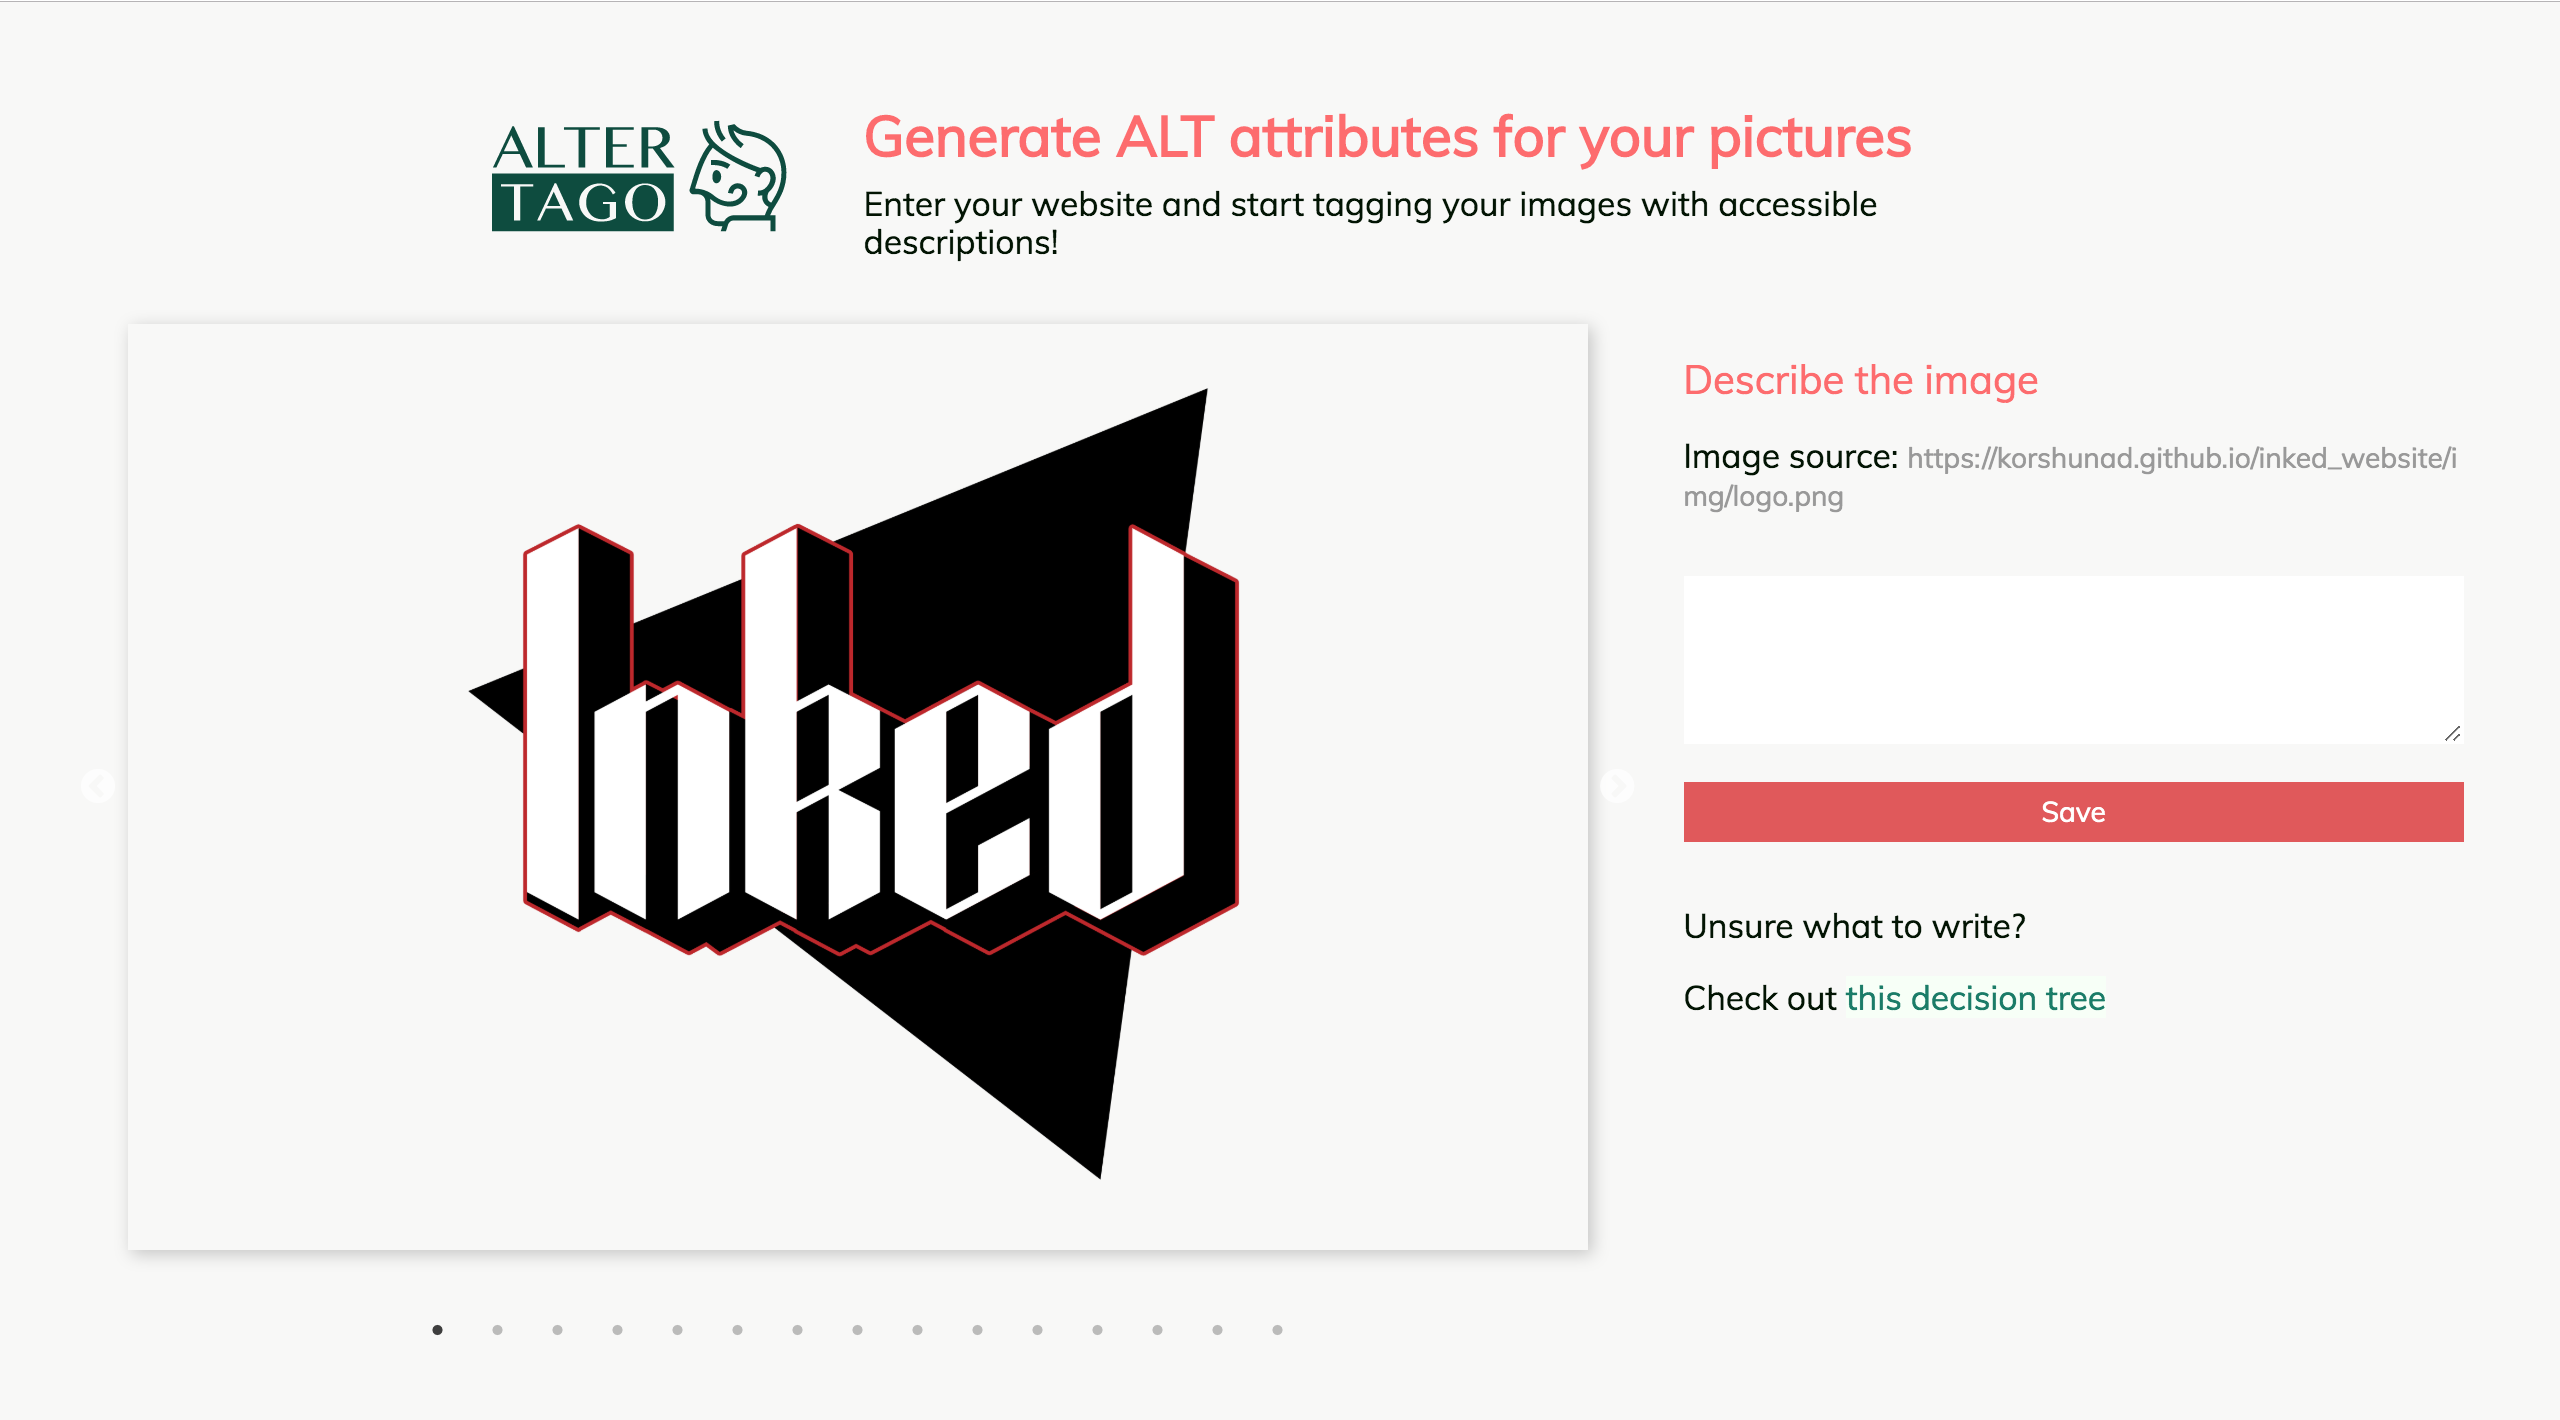 ALTER
TAGO
Generate ALT attributes for your pictures
Enter your website and start tagging your images with accessible
descriptions!
Inked
Describe the image
Image source: https://korshunad.github.io/inked_website/i
mg/logo.png
Save
Unsure what to write?
Check out this decision tree